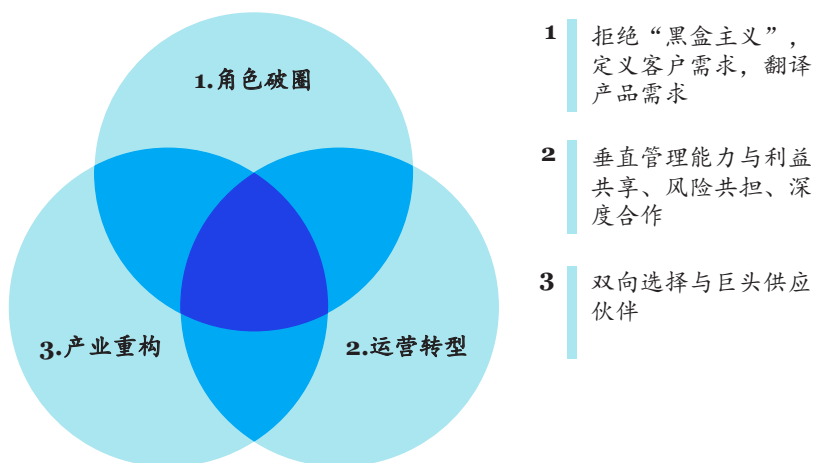 1.角色破圈
3.产业重构
2.运营转型
1
拒绝“黑盒主义”，
定义客户需求，翻译
产品需求
2
垂直管理能力与利益
共享、风险共担、深
度合作
3
双向选择与巨头供应
伙伴